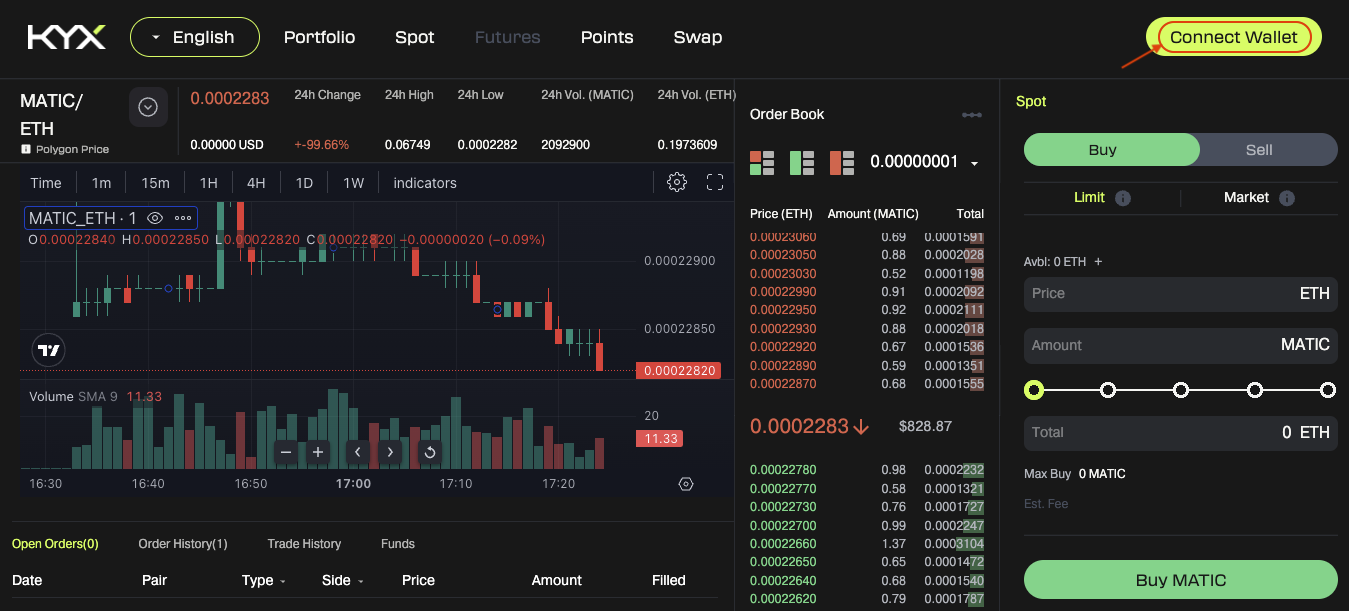 KYX
English
Portfolio
Spot
Futures
Points
Swap
Connect Wallet
MATIC/
ETH
Polygon Price
0.0002283
0.00000 USD
24h Change
+-99.66%
24h High
0.06749
24h Low
0.0002282
24h Vol. (MATIC)
2092900
24h Vol. (ETH)
0.1973609
Time 1m 15m 1H 4H 1D 1W indicators
MATIC_ETH · 1
O0.00022840 H0.00022850 L0.00022820 C0.00022820 −0.00000020 (−0.09%)
0.00022900
0.00022850
0.00022820
Volume SMA 9 11.33
20
11.33
16:30 16:40 16:50 17:00 17:10 17:20
Open Orders(0) Order History(1) Trade History Funds
Date Pair Type Side Price Amount Filled
Order Book
0.00000001
Price (ETH) Amount (MATIC) Total
0.00023060 0.69 0.0001591
0.00023050 0.88 0.0002028
0.00023030 0.52 0.0001198
0.00022990 0.91 0.0002092
0.00022950 0.92 0.0002111
0.00022930 0.88 0.0002018
0.00022920 0.67 0.0001536
0.00022890 0.59 0.0001351
0.00022870 0.68 0.0001555
0.0002283↓ $828.87
0.00022780 0.98 0.0002232
0.00022770 0.58 0.0001321
0.00022730 0.76 0.0001727
0.00022700 0.99 0.0002247
0.00022660 1.37 0.0003104
0.00022650 0.65 0.0001472
0.00022640 0.68 0.0001540
0.00022620 0.79 0.0001787
Spot
Buy Sell
Limit Market
Avbl: 0 ETH +
Price ETH
Amount MATIC
Total 0 ETH
Max Buy 0 MATIC
Est. Fee
Buy MATIC